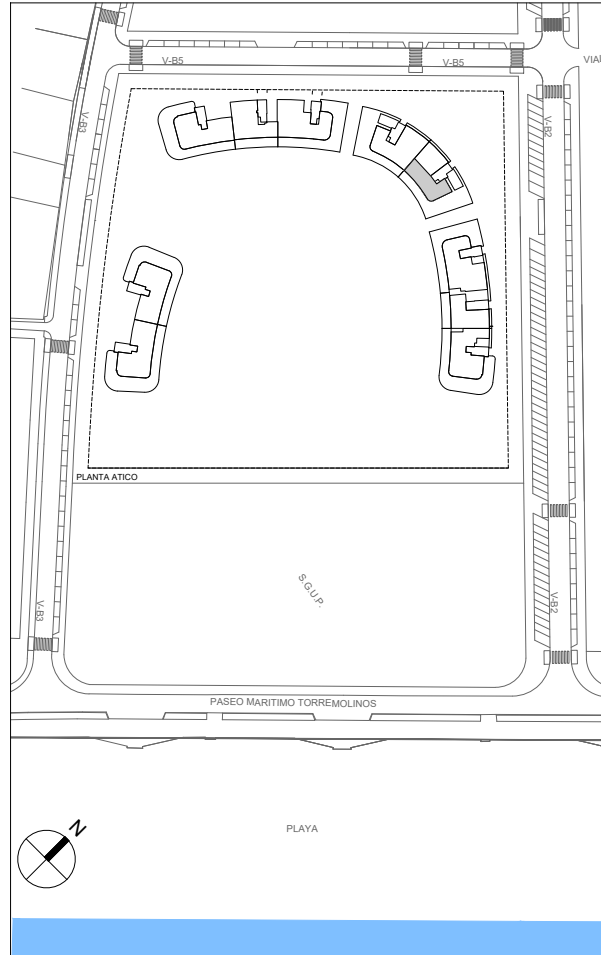 V-B5
V-B5
VIAL
V-B3
V-B2
PLANTA ATICO
S.G.U.P.
V-B3
V-B2
PASEO MARITIMO TORREMOLINOS
PLAYA
N